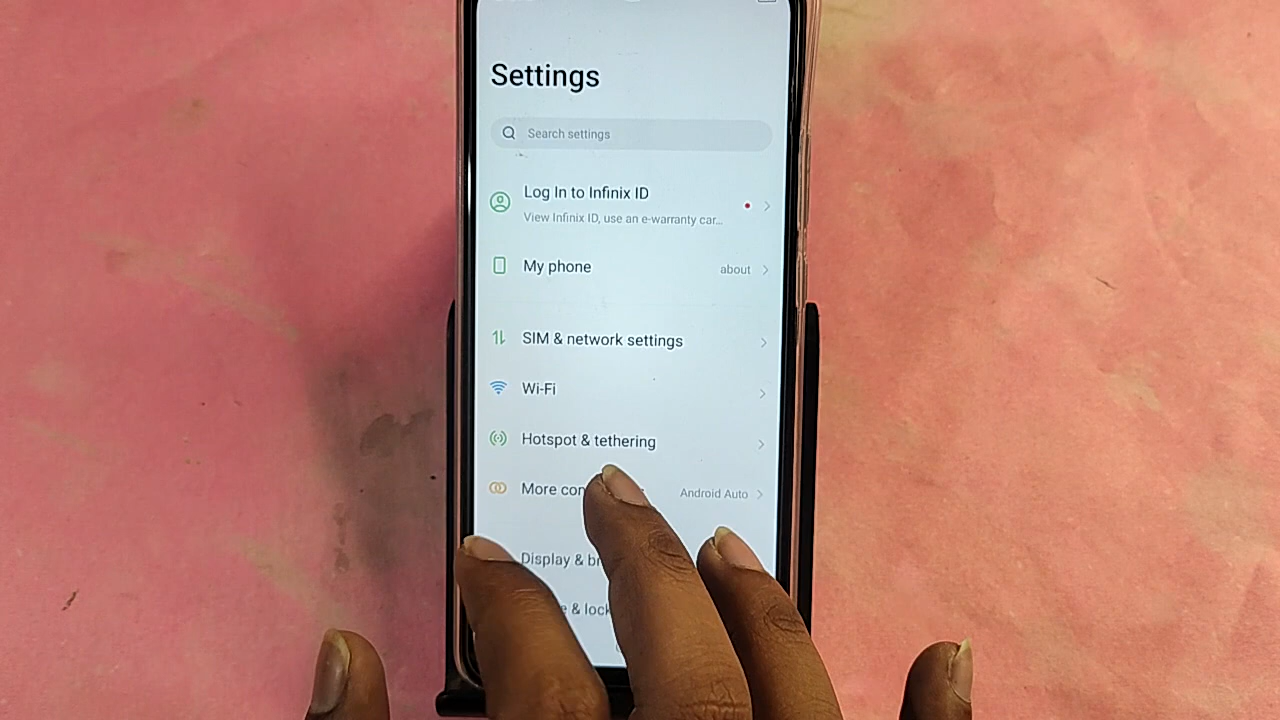 Settings
Search settings
Log In to Infinix ID
View Infinix ID, use an e-warranty car...
My phone
about
SIM & network settings
Wi-Fi
Hotspot & tethering
More con
Android Auto
Display & br
& lock